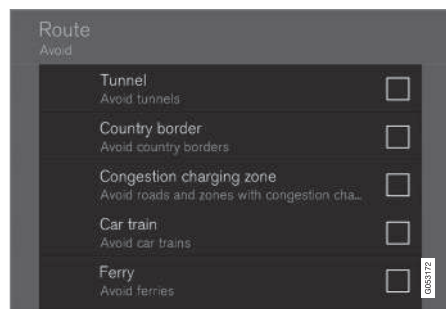 Route
Avoid
Tunnel
Avoid tunnels
Country border
Avoid country borders
Congestion charging zone
Avoid roads and zones with congestion cha...
Car train
Avoid car trains
Ferry
Avoid ferries
G053172